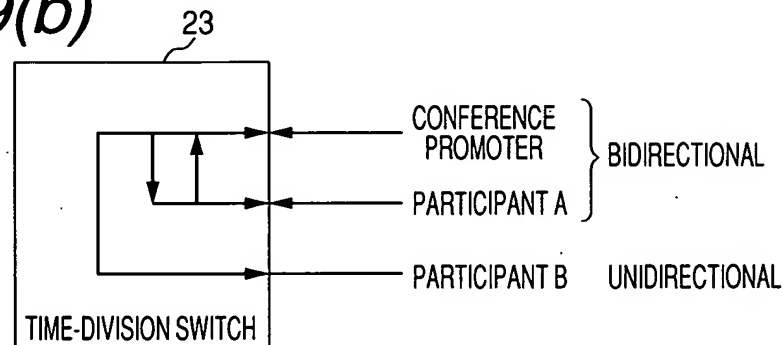 9(b)
23
CONFERENCE
PROMOTER
BIDIRECTIONAL
PARTICIPANT A
PARTICIPANT B UNIDIRECTIONAL
TIME-DIVISION SWITCH